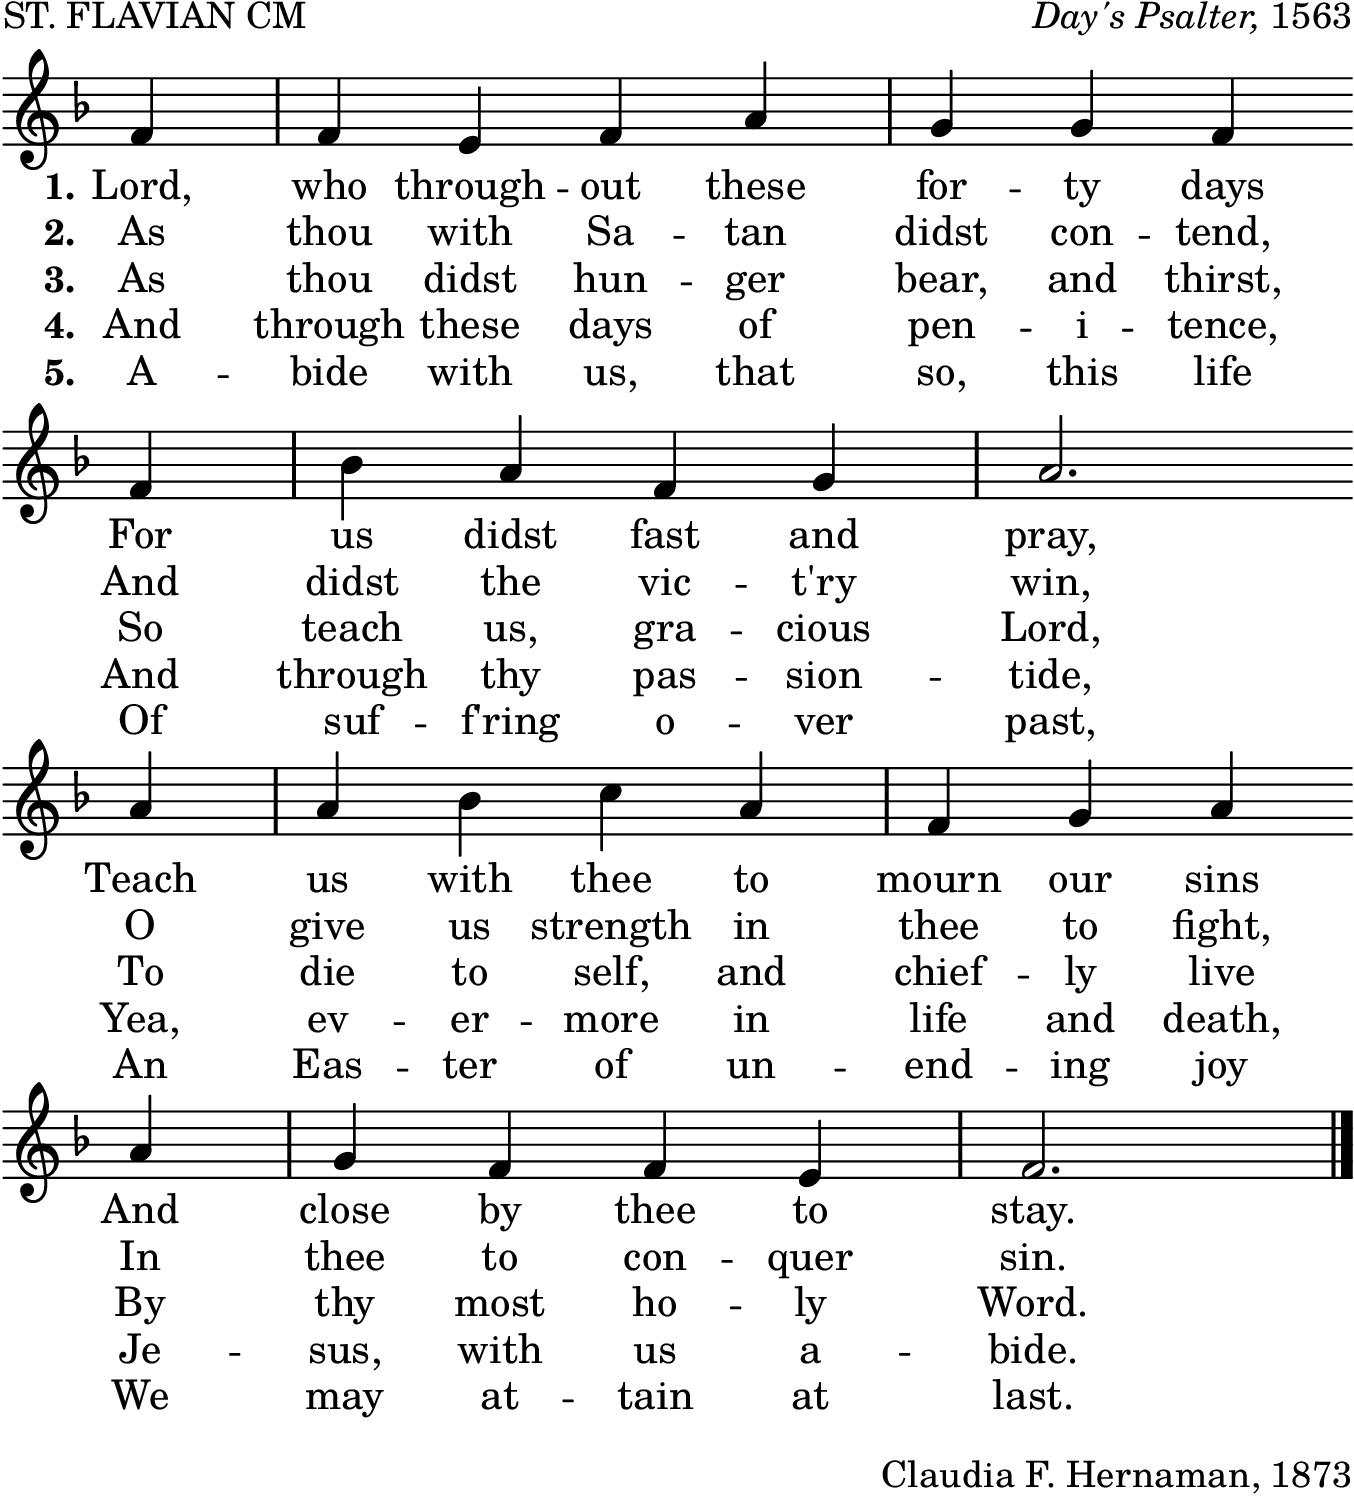 ST. FLAVIAN CM
Day's Psalter, 1563
1. Lord, who through -- out these for -- ty days
2. As thou with Sa -- tan didst con -- tend,
3. As thou didst hun -- ger bear, and thirst,
4. And through these days of pen -- i -- tence,
5. A -- bide with us, that so, this life
For us didst fast and pray,
And didst the vic -- t'ry win,
So teach us, gra -- cious Lord,
And through thy pas -- sion -- tide,
Of suf -- f'ring o -- ver past,
Teach us with thee to mourn our sins
O give us strength in thee to fight,
To die to self, and chief -- ly live
Yea, ev -- er -- more in life and death,
An Eas -- ter of un -- end -- ing joy
And close by thee to stay.
In thee to con -- quer sin.
By thy most ho -- ly Word.
Je -- sus, with us a -- bide.
We may at -- tain at last.
Claudia F. Hernaman, 1873